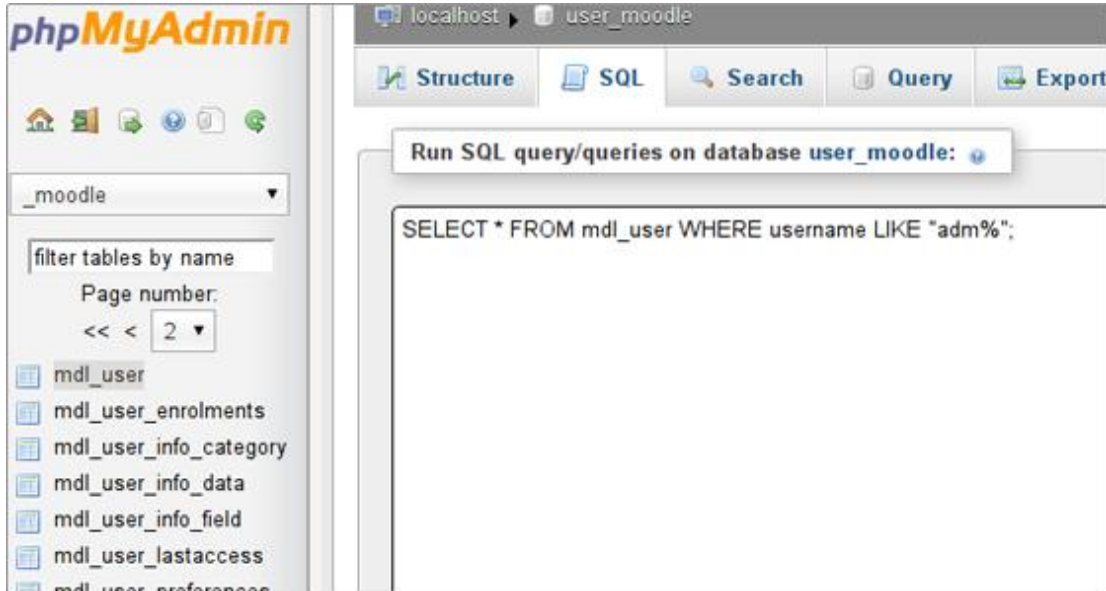 phpMyAdmin
_moodle
filter tables by name
Page number:
<< < 2
mdl_user
mdl_user_enrolments
mdl_user_info_category
mdl_user_info_data
mdl_user_info_field
mdl_user_lastaccess
mdl_user_preferences
localhost user_moodle
Structure SQL Search Query Export
Run SQL query/queries on database user_moodle:
SELECT * FROM mdl_user WHERE username LIKE "adm%";